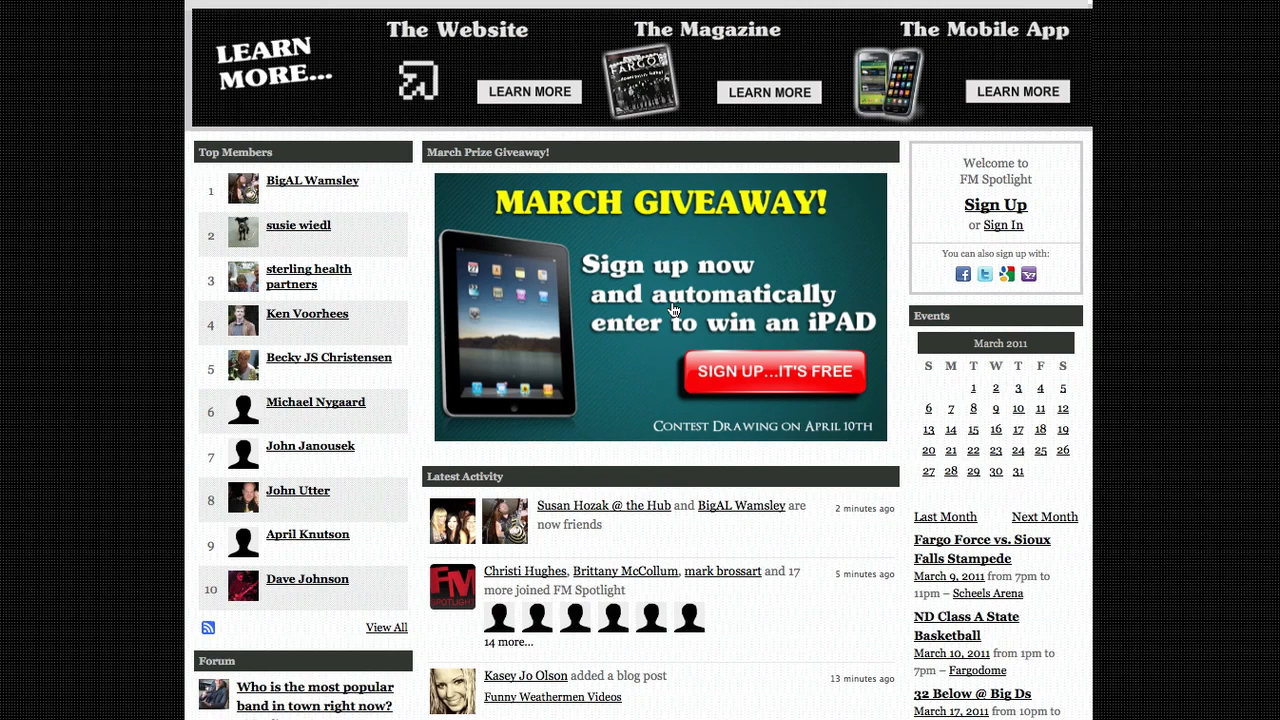 LEARN
MORE...
The Website
LEARN MORE
The Magazine
FARGO
LEARN MORE
The Mobile App
LEARN MORE
Top Members
1 BigAL Wamsley
2 susie wiedl
3 sterling health
partners
4 Ken Voorhees
5 Becky JS Christensen
6 Michael Nygaard
7 John Janousek
8 John Utter
9 April Knutson
10 Dave Johnson
View All
Forum
Who is the most popular
band in town right now?
March Prize Giveaway!
MARCH GIVEAWAY!
Sign up now
and automatically
enter to win an iPAD
SIGN UP...IT'S FREE
CONTEST DRAWING ON APRIL 10TH
Latest Activity
Susan Hozak @ the Hub and BigAL Wamsley are
now friends
2 minutes ago
FM
SPOTLIGHT
Christi Hughes, Brittany McCollum, mark brossart and 17
more joined FM Spotlight
5 minutes ago
14 more...
Kasey Jo Olson added a blog post
13 minutes ago
Funny Weathermen Videos
Welcome to
FM Spotlight
Sign Up
or Sign In
You can also sign up with:
Events
March 2011
S M T W T F S
1 2 3 4 5
6 7 8 9 10 11 12
13 14 15 16 17 18 19
20 21 22 23 24 25 26
27 28 29 30 31
Last Month Next Month
Fargo Force vs. Sioux
Falls Stampede
March 9, 2011 from 7pm to
11pm – Scheels Arena
ND Class A State
Basketball
March 10, 2011 from 1pm to
7pm – Fargodome
32 Below @ Big Ds
March 17, 2011 from 10pm to